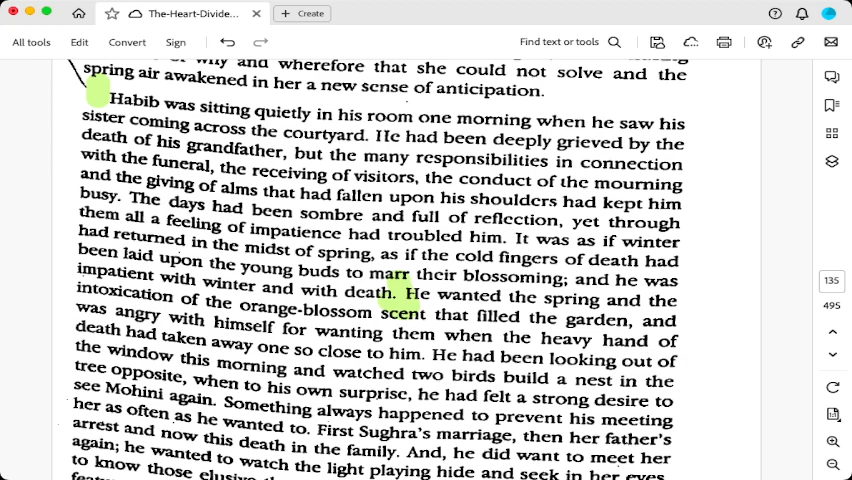 The-Heart-Divide...
Create
All tools
Edit
Convert
Sign
Find text or tools
why and wherefore that she could not solve and the
spring air awakened in her a new sense of anticipation.
Habib was sitting quietly in his room one morning when he saw his
sister coming across the courtyard. He had been deeply grieved by the
death of his grandfather, but the many responsibilities in connection
with the funeral, the receiving of visitors, the conduct of the mourning
and the giving of alms that had fallen upon his shoulders had kept him
busy. The days had been sombre and full of reflection, yet through
them all a feeling of impatience had troubled him. It was as if winter
had returned in the midst of spring, as if the cold fingers of death had
been laid upon the young buds to marr their blossoming; and he was
impatient with winter and with death. He wanted the spring and the
intoxication of the orange-blossom scent that filled the garden, and
was angry with himself for wanting them when the heavy hand of
death had taken away one so close to him. He had been looking out of
the window this morning and watched two birds build a nest in the
tree opposite, when to his own surprise, he had felt a strong desire to
see Mohini again. Something always happened to prevent his meeting
her as often as he wanted to. First Sughra's marriage, then her father's
arrest and now this death in the family. And, he did want to meet her
again; he wanted to watch the light playing hide and seek in her eyes,
to know those
135
495